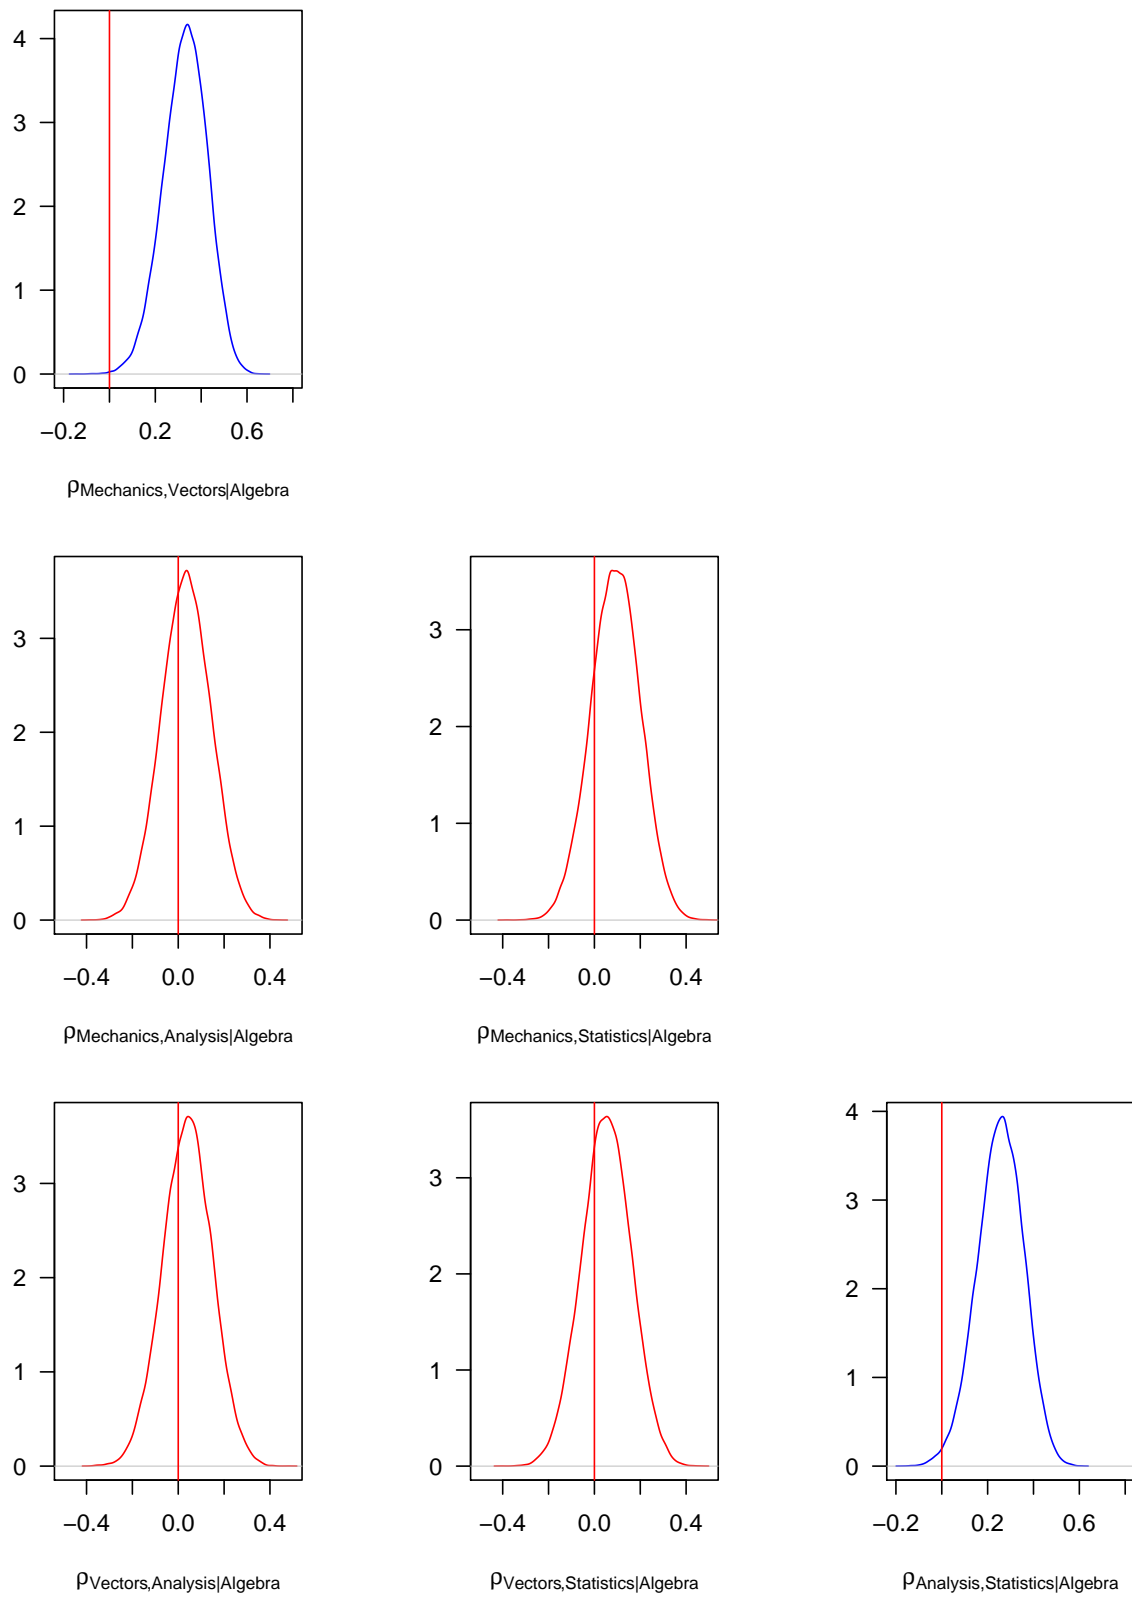 4
3
2
1
0
−0.2 0.2 0.6
ρMechanics,Vectors|Algebra
3
2
1
0
−0.4 0.0 0.4
ρMechanics,Analysis|Algebra
3
2
1
0
−0.4 0.0 0.4
ρMechanics,Statistics|Algebra
3
2
1
0
−0.4 0.0 0.4
ρVectors,Analysis|Algebra
3
2
1
0
−0.4 0.0 0.4
ρVectors,Statistics|Algebra
4
3
2
1
0
−0.2 0.2 0.6
ρAnalysis,Statistics|Algebra